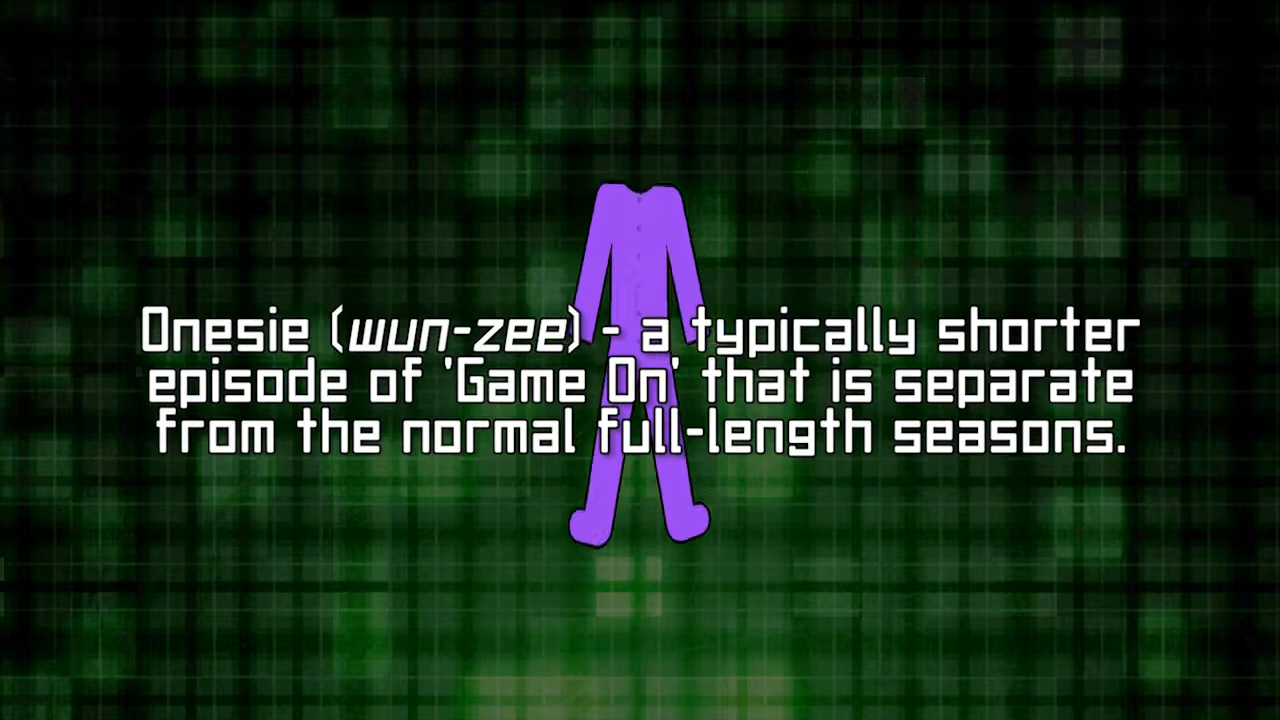 Onesie (wun-zee) - a typically shorter
episode of 'Game On' that is separate
from the normal full-length seasons.